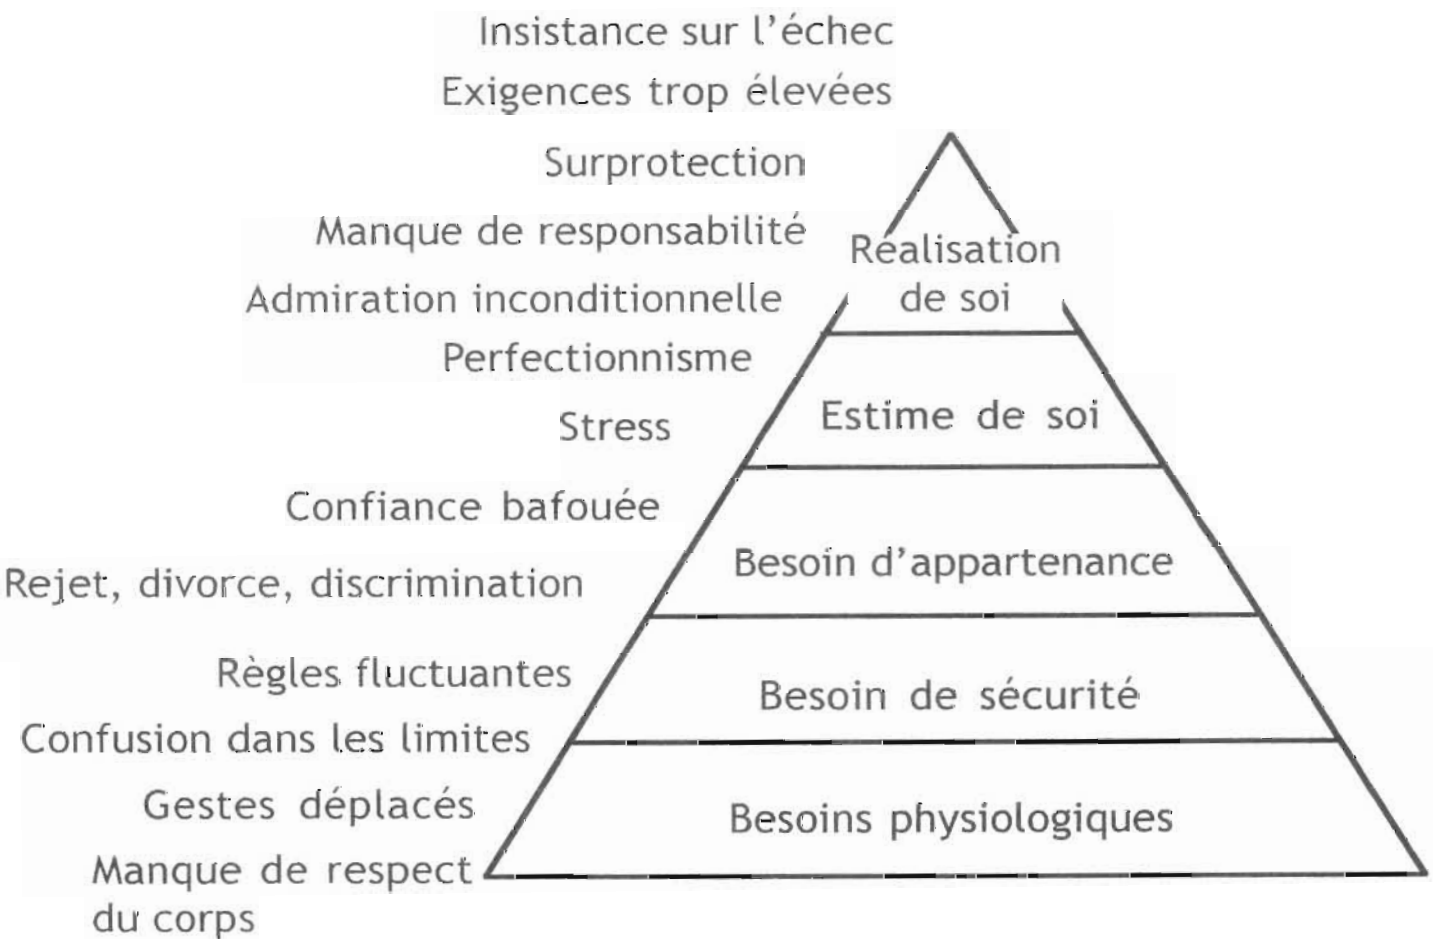 Insistance sur l'échec
Exigences trop élevées
Surprotection
Manque de responsabilité
Réalisation
Admiration inconditionnelle
de soi
Perfectionnisme
Estime de soi
Stress
Confiance bafouée
Besoin d'appartenance
Rejet, divorce, discrimination
Règles fluctuantes
Besoin de sécurité
Confusion dans les limites
Gestes déplacés
Besoins physiologiques
Manque de respect
du corps